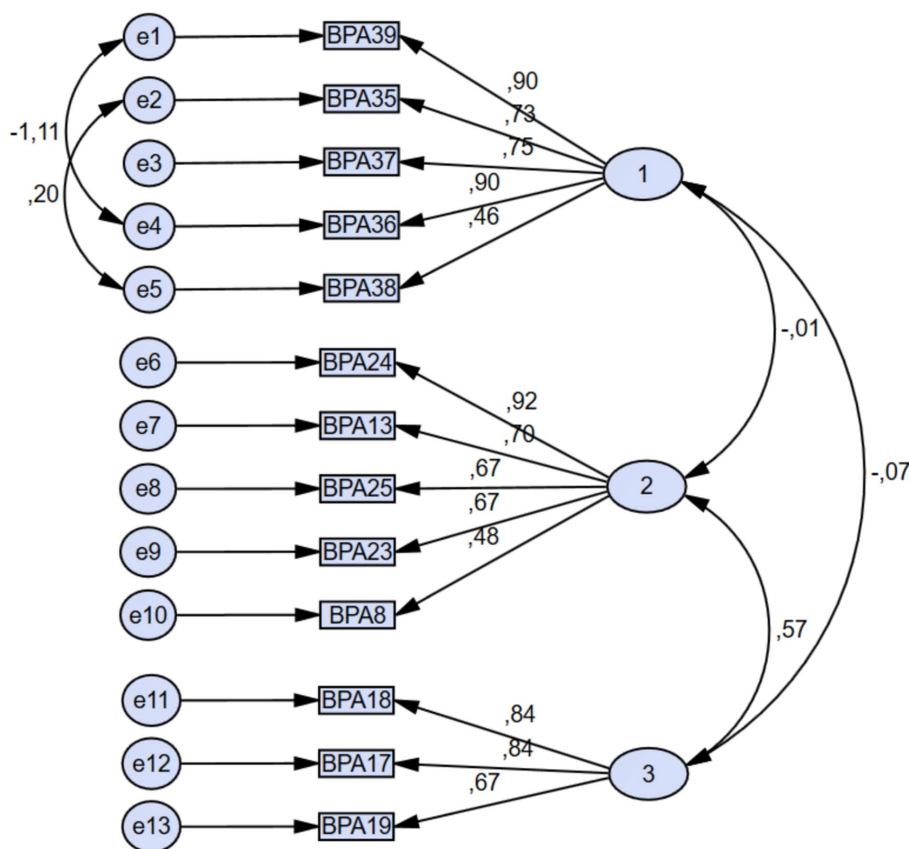 e1 BPA39
,90
e2 BPA35
,73
-1,11
e3 BPA37
,75
1
,20
e4 BPA36
,90
e5 BPA38
,46
-,01
e6 BPA24
,92
e7 BPA13
,70
-,07
e8 BPA25
,67
2
e9 BPA23
,67
e10 BPA8
,48
,57
e11 BPA18
,84
e12 BPA17
,84
3
e13 BPA19
,67